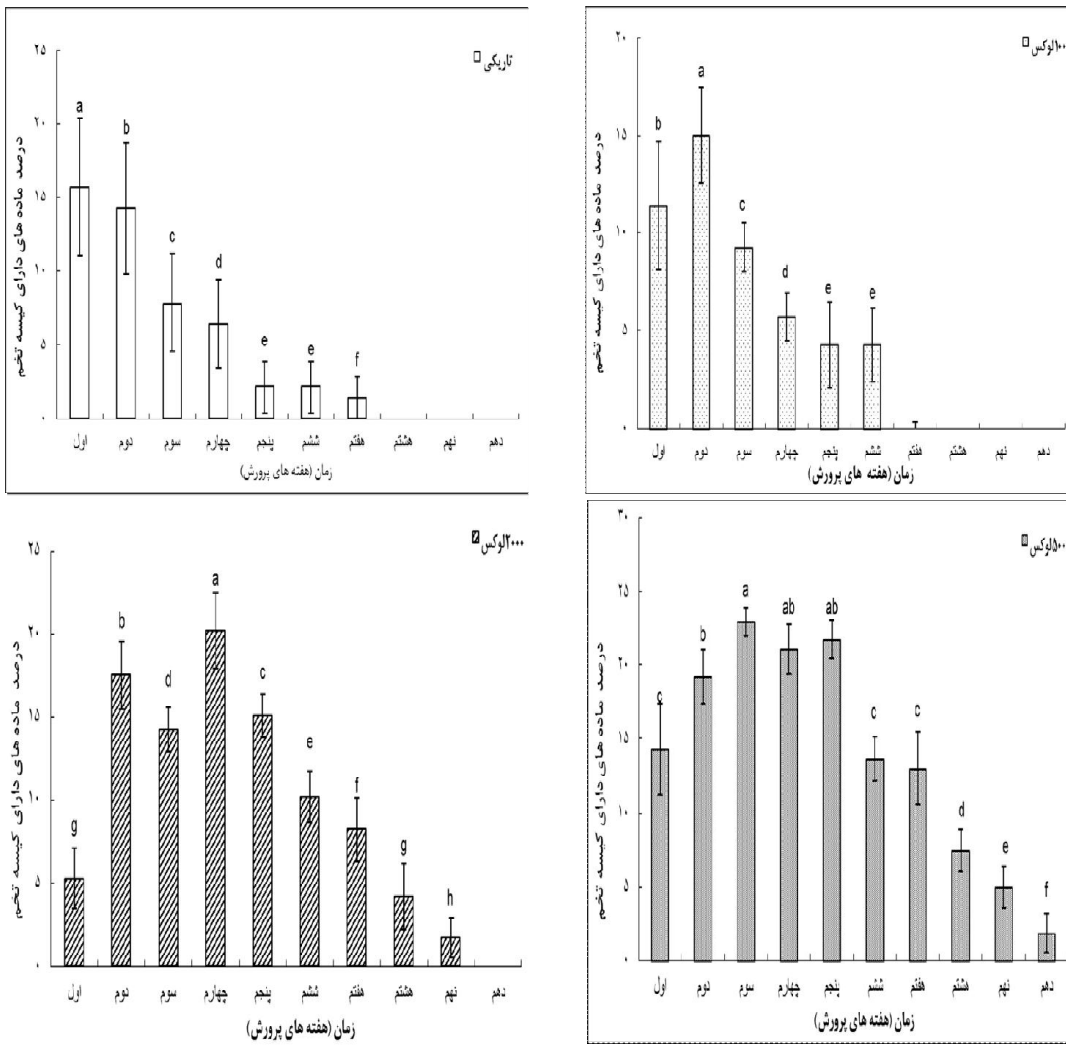 تاریکی
درصد ماده های دارای کیسه تخم
۲۵
۲۰
۱۵
۱۰
۵
۰
a b c d e e f
اول دوم سوم چهارم پنجم ششم هفتم هشتم نهم دهم
زمان (هفته های پرورش)
۱۰۰لوکس
درصد ماده های دارای کیسه تخم
۲۰
۱۵
۱۰
۵
۰
b a c d e e
اول دوم سوم چهارم پنجم ششم هفتم هشتم نهم دهم
زمان (هفته های پرورش)
۲۰۰۰لوکس
درصد ماده های دارای کیسه تخم
۲۵
۲۰
۱۵
۱۰
۵
۰
g b d a c e f g h
اول دوم سوم چهارم پنجم ششم هفتم هشتم نهم دهم
زمان (هفته های پرورش)
۵۰۰لوکس
درصد ماده های دارای کیسه تخم
۳۰
۲۵
۲۰
۱۵
۱۰
۵
۰
c b a ab ab c c d e f
اول دوم سوم چهارم پنجم ششم هفتم هشتم نهم دهم
زمان (هفته های پرورش)